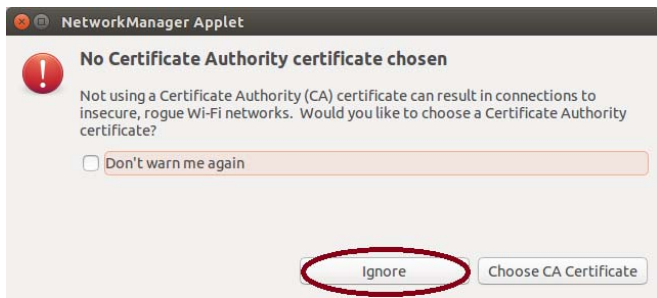 NetworkManager Applet
No Certificate Authority certificate chosen
Not using a Certificate Authority (CA) certificate can result in connections to
insecure, rogue Wi-Fi networks.  Would you like to choose a Certificate Authority
certificate?
Don't warn me again
Ignore
Choose CA Certificate